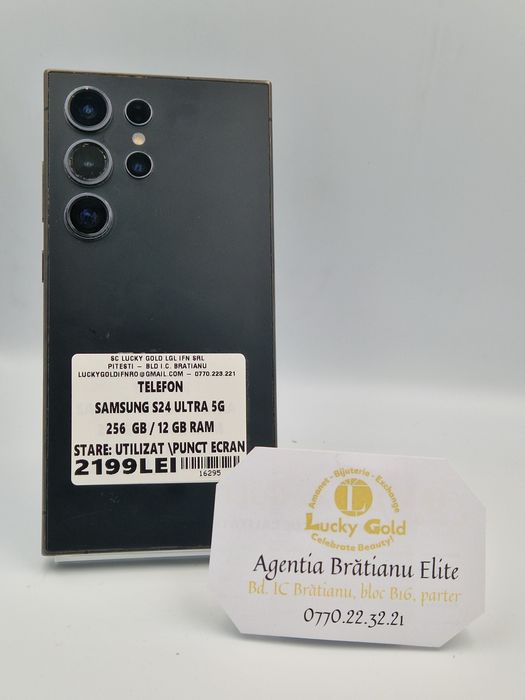 SC LUCKY GOLD LGL IFN SRL
PITESTI - BLD I.C. BRATIANU
LUCKYGOLDIFNRO@GMAIL.COM - 0770.223.221
TELEFON
SAMSUNG S24 ULTRA 5G
256 GB / 12 GB RAM
STARE: UTILIZAT \PUNCT ECRAN
2199LEI
16295
Amanet - Bijuterie - Exchange
LG
Lucky Gold
Celebrate Beauty!
Agentia Brătianu Elite
Bd. IC Brătianu, bloc B16, parter
0770.22.32.21